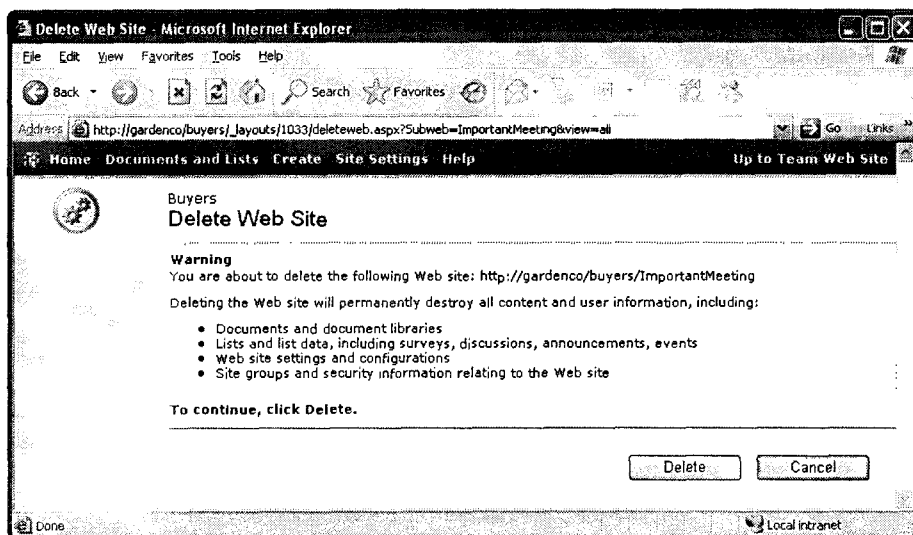 Delete Web Site - Microsoft Internet Explorer
File Edit View Favorites Tools Help
Back Search Favorites
Address http://gardenco/buyers/_layouts/1033/deleteweb.aspx?Subweb=ImportantMeeting&view=all Go Links »
Home Documents and Lists Create Site Settings Help Up to Team Web Site
Buyers
Delete Web Site
Warning
You are about to delete the following Web site: http://gardenco/buyers/ImportantMeeting
Deleting the Web site will permanently destroy all content and user information, including:
• Documents and document libraries
• Lists and list data, including surveys, discussions, announcements, events
• Web site settings and configurations
• Site groups and security information relating to the Web site
To continue, click Delete.
Delete Cancel
Done Local intranet